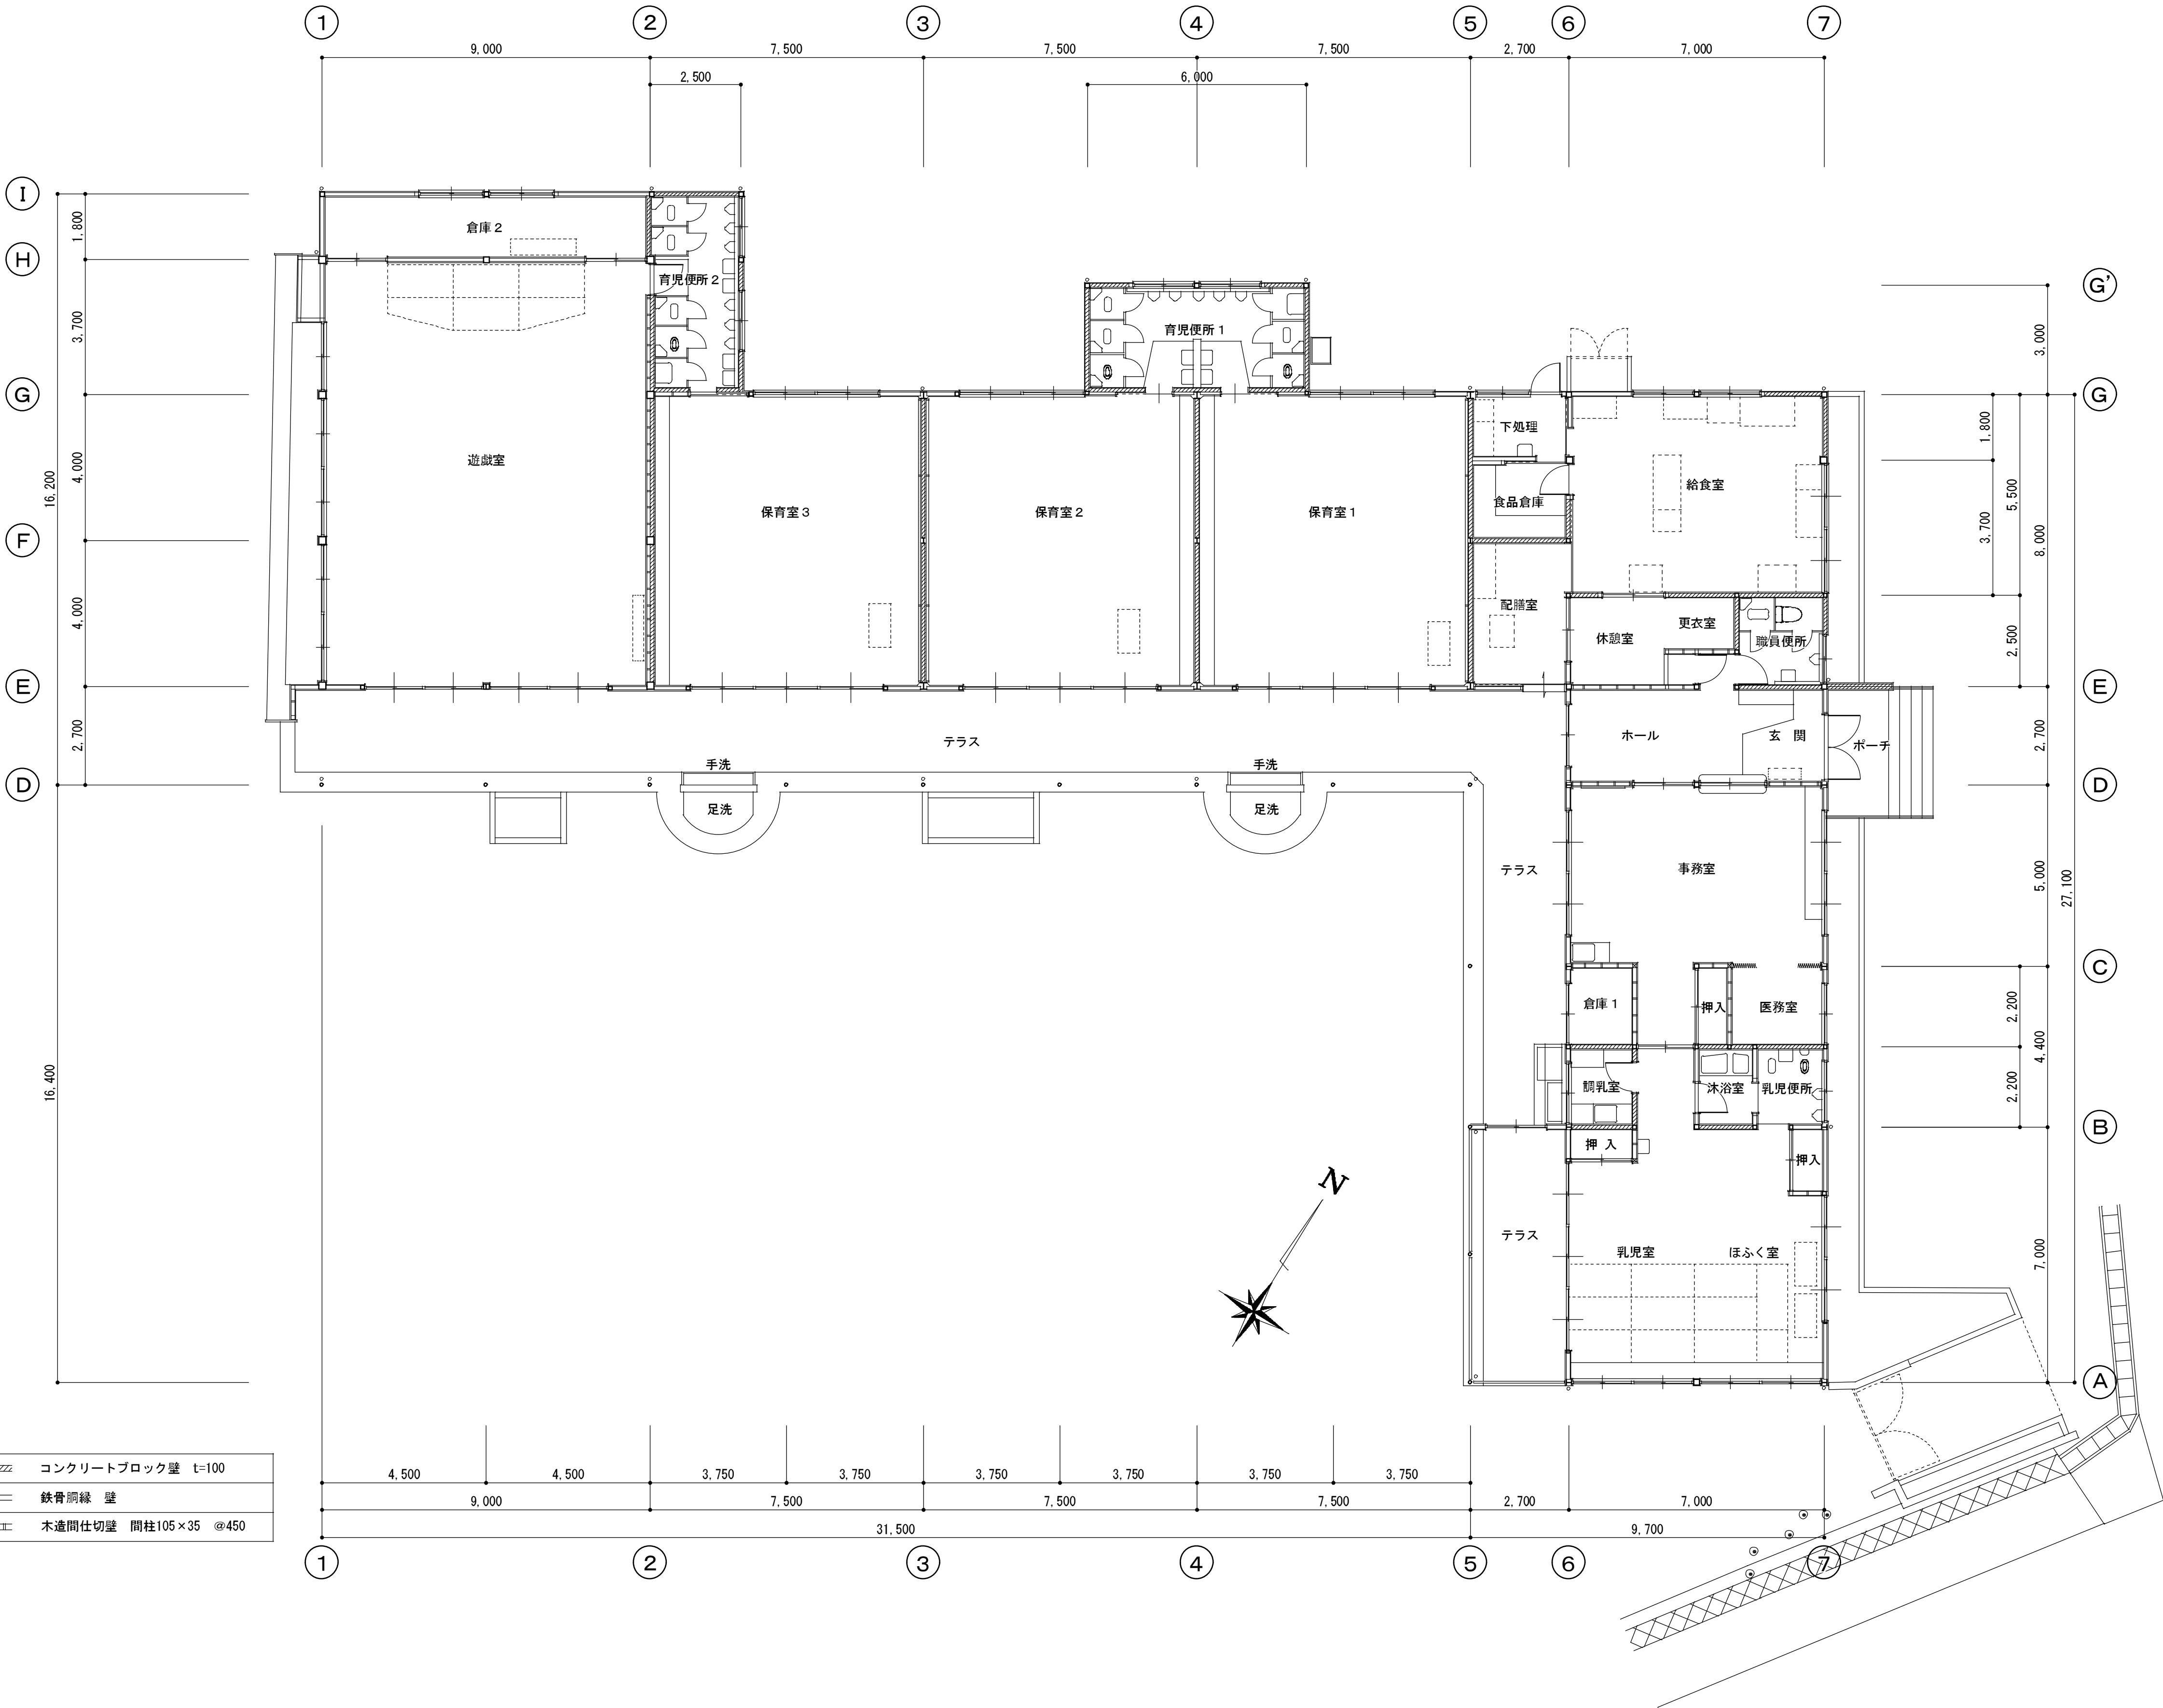 1 2 3 4 5 6 7
9,000 7,500 7,500 7,500 2,700 7,000
2,500 6,000
I
H
G
F
E
D
1,800
3,700
4,000
4,000
2,700
16,200
16,400
G'
G
E
D
C
B
A
3,000
1,800
3,700
5,500
2,500
8,000
2,700
5,000
27,100
2,200
4,400
2,200
7,000
倉庫2
育児便所2
育児便所1
遊戯室
保育室3
保育室2
保育室1
下処理
食品倉庫
給食室
配膳室
休憩室
更衣室
職員便所
テラス
ホール
玄 関
ポーチ
手洗
足洗
手洗
足洗
テラス
事務室
倉庫1
押入
医務室
調乳室
沐浴室
乳児便所
押 入
押入
テラス
乳児室
ほふく室
N
コンクリートブロック壁 t=100
鉄骨胴縁 壁
木造間仕切壁 間柱105×35 @450
4,500 4,500 3,750 3,750 3,750 3,750 3,750 3,750
9,000 7,500 7,500 7,500 2,700 7,000
31,500 9,700
1 2 3 4 5 6 7